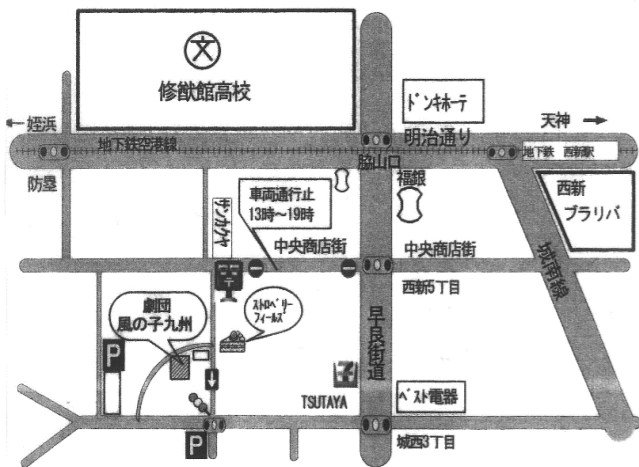 文
修猷館高校
ドンキホーテ
← 姪浜
天神 →
明治通り
地下鉄空港線
地下鉄 西新駅
脇山口
防塁
福銀
車両通行止
13時～19時
サンカクヤ
西新
プラリバ
中央商店街
中央商店街
城南線
西新5丁目
劇団
風の子九州
ストロベリー
フィールズ
早良街道
P
7
TSUTAYA
ベスト電器
P
城西3丁目